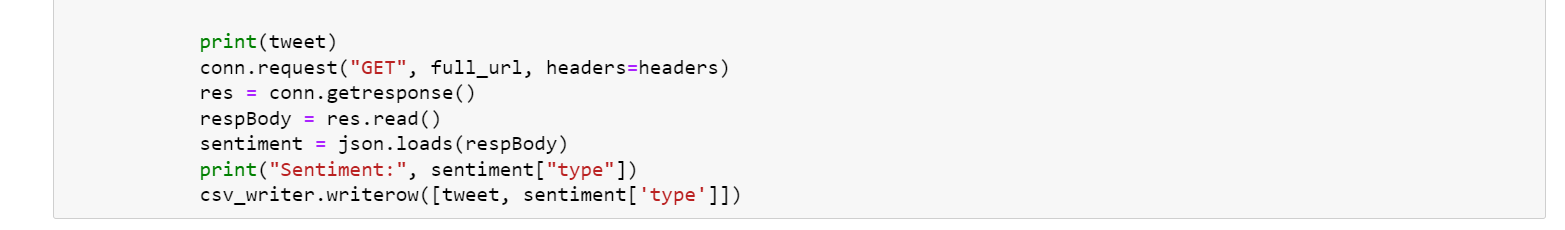 print(tweet)
conn.request("GET", full_url, headers=headers)
res = conn.getresponse()
respBody = res.read()
sentiment = json.loads(respBody)
print("Sentiment:", sentiment["type"])
csv_writer.writerow([tweet, sentiment['type']])